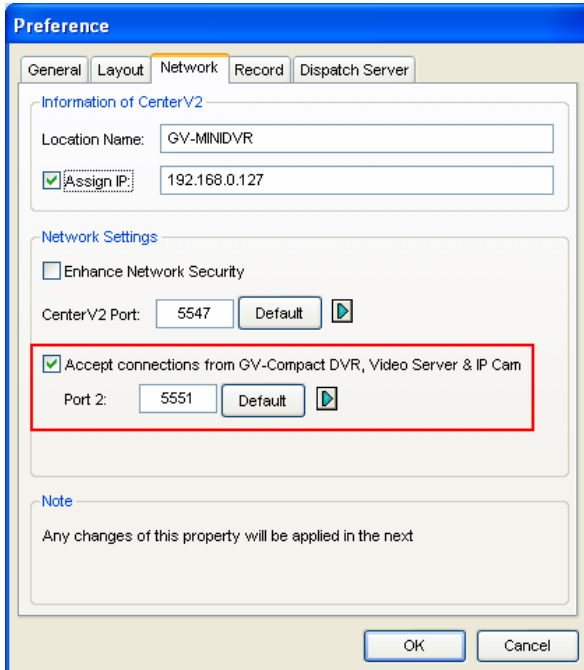 Preference
General Layout Network Record Dispatch Server
Information of CenterV2
Location Name: GV-MINIDVR
Assign IP: 192.168.0.127
Network Settings
Enhance Network Security
CenterV2 Port: 5547 Default
Accept connections from GV-Compact DVR, Video Server & IP Cam
Port 2: 5551 Default
Note
Any changes of this property will be applied in the next
OK Cancel